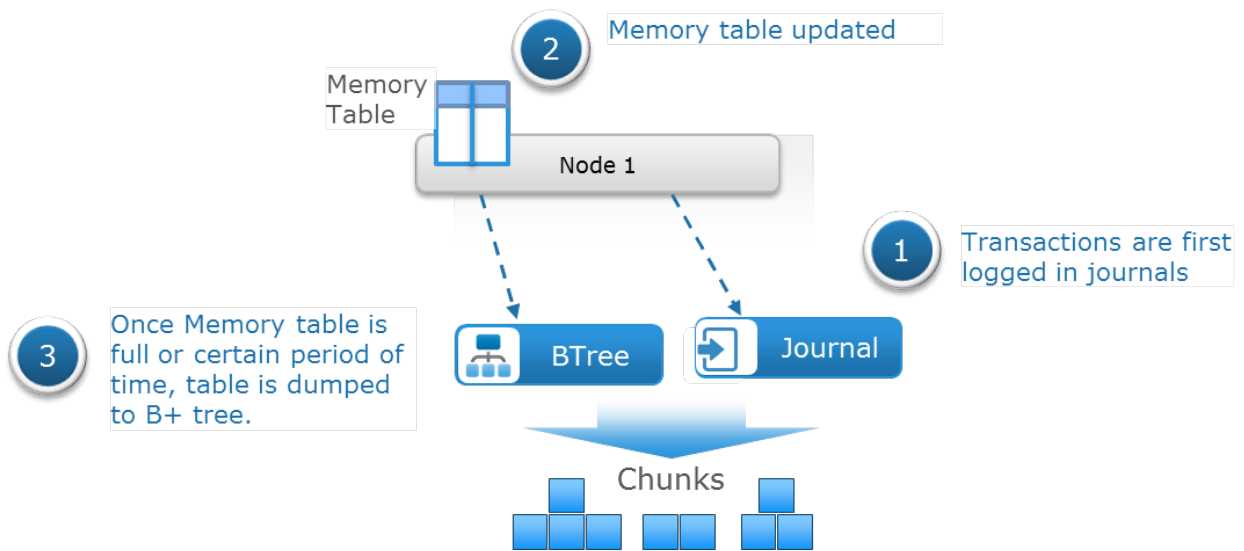 2
Memory table updated
Memory
Table
Node 1
1
Transactions are first
logged in journals
3
Once Memory table is
full or certain period of
time, table is dumped
to B+ tree.
BTree
Journal
Chunks